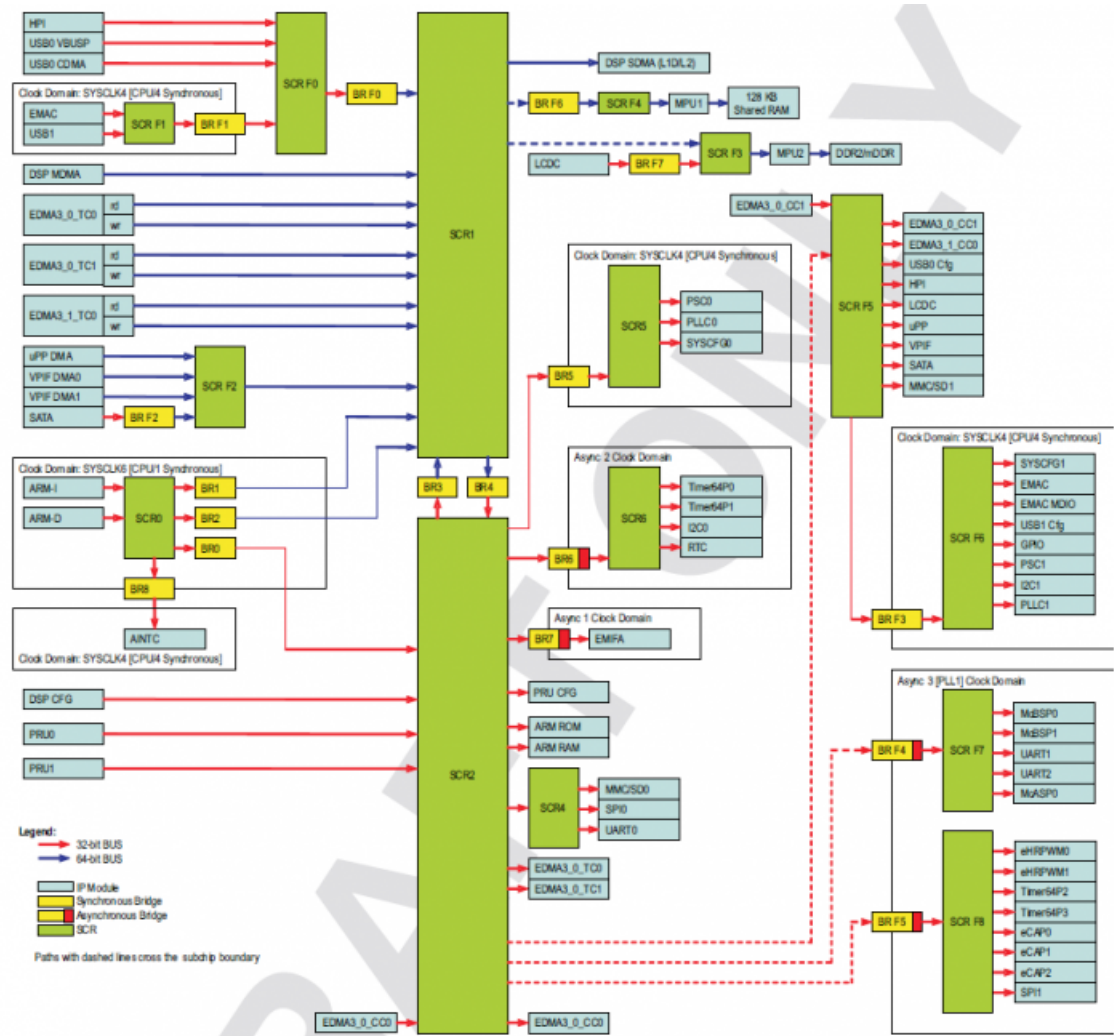 HPI
USB0 VBUSP
USB0 CDMA
SCR F0
BR F0
Clock Domain: SYSCLK4 [CPU/4 Synchronous]
EMAC
USB1
SCR F1
BR F1
DSP MDMA
EDMA3_0_TC0
rd
wr
EDMA3_0_TC1
rd
wr
EDMA3_1_TC0
rd
wr
uPP DMA
VPIF DMA0
VPIF DMA1
SATA
BR F2
SCR F2
Clock Domain: SYSCLK6 [CPU/1 Synchronous]
ARM-I
ARM-D
SCR0
BR1
BR2
BR0
BR8
AINTC
Clock Domain: SYSCLK4 [CPU/4 Synchronous]
DSP CFG
PRU0
PRU1
SCR1
BR3
BR4
SCR2
DSP SDMA (L1D/L2)
BR F6
SCR F4
MPU1
128 KB
Shared RAM
LCDC
BR F7
SCR F3
MPU2
DDR2/mDDR
EDMA3_0_CC1
SCR F5
EDMA3_0_CC1
EDMA3_1_CC0
USB0 Cfg
HPI
LCDC
uPP
VPIF
SATA
MMC/SD1
Clock Domain: SYSCLK4 [CPU/4 Synchronous]
BR5
SCR5
PSC0
PLLC0
SYSCFG0
Async 2 Clock Domain
BR6
SCR6
Timer64P0
Timer64P1
I2C0
RTC
Async 1 Clock Domain
BR7
EMIFA
PRU CFG
ARM ROM
ARM RAM
SCR4
MMC/SD0
SPI0
UART0
EDMA3_0_TC0
EDMA3_0_TC1
Clock Domain: SYSCLK4 [CPU/4 Synchronous]
BR F3
SCR F6
SYSCFG1
EMAC
EMAC MDIO
USB1 Cfg
GPIO
PSC1
I2C1
PLLC1
Async 3 [PLL1] Clock Domain
BR F4
SCR F7
McBSP0
McBSP1
UART1
UART2
McASP0
BR F5
SCR F8
eHRPWM0
eHRPWM1
Timer64P2
Timer64P3
eCAP0
eCAP1
eCAP2
SPI1
Legend:
32-bit BUS
64-bit BUS
IP Module
Synchronous Bridge
Asynchronous Bridge
SCR
Paths with dashed lines cross the subchip boundary
EDMA3_0_CC0
EDMA3_0_CC0